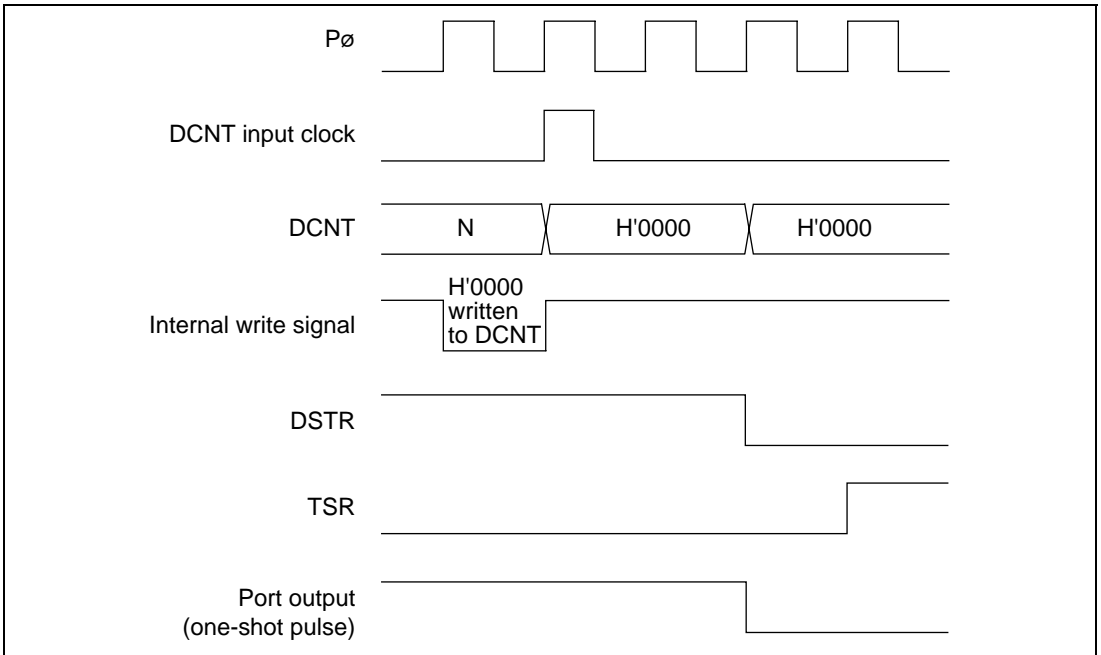 Pø
DCNT input clock
DCNT
N
H'0000
H'0000
Internal write signal
H'0000
written
to DCNT
DSTR
TSR
Port output
(one-shot pulse)